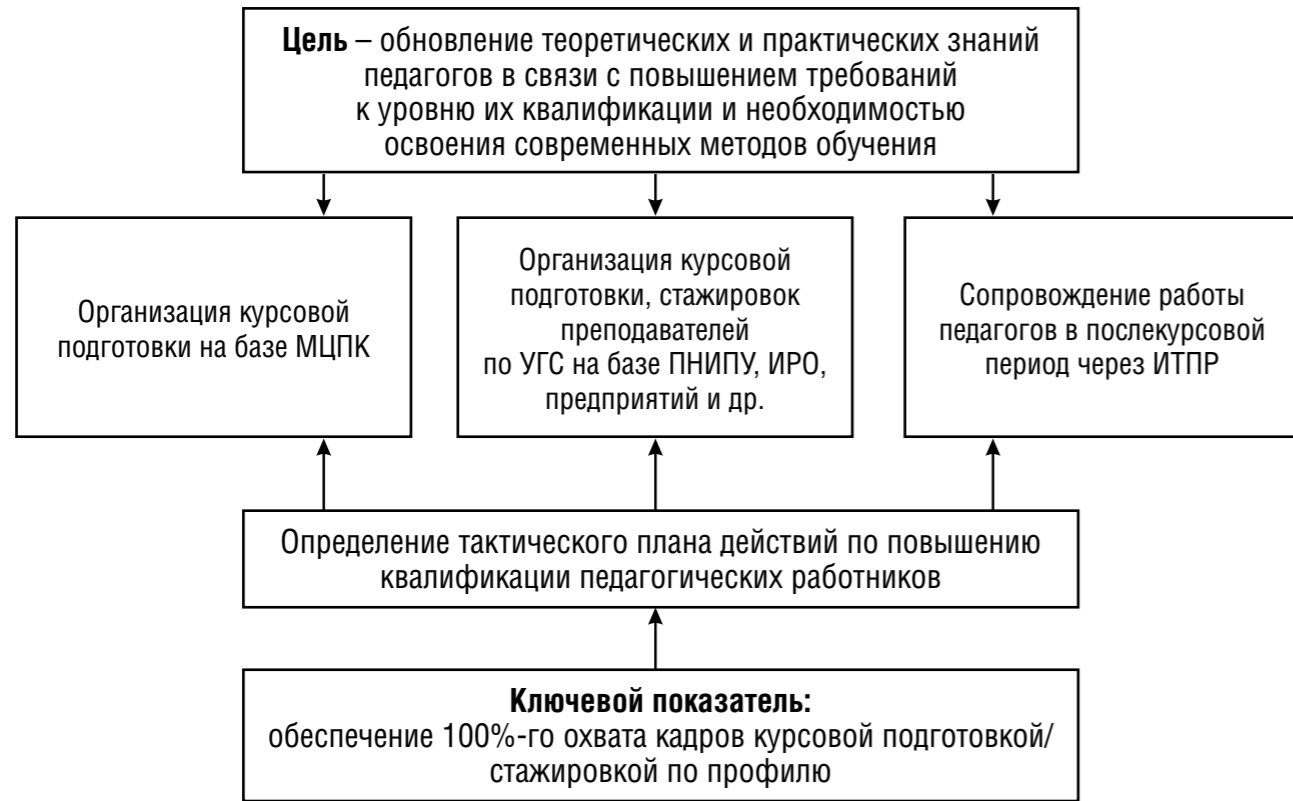 Цель – обновление теоретических и практических знаний
педагогов в связи с повышением требований
к уровню их квалификации и необходимостью
освоения современных методов обучения
Организация курсовой
подготовки на базе МЦПК
Организация курсовой
подготовки, стажировок
преподавателей
по УГС на базе ПНИПУ, ИРО,
предприятий и др.
Сопровождение работы
педагогов в послекурсовой
период через ИТПР
Определение тактического плана действий по повышению
квалификации педагогических работников
Ключевой показатель:
обеспечение 100%-го охвата кадров курсовой подготовкой/
стажировкой по профилю